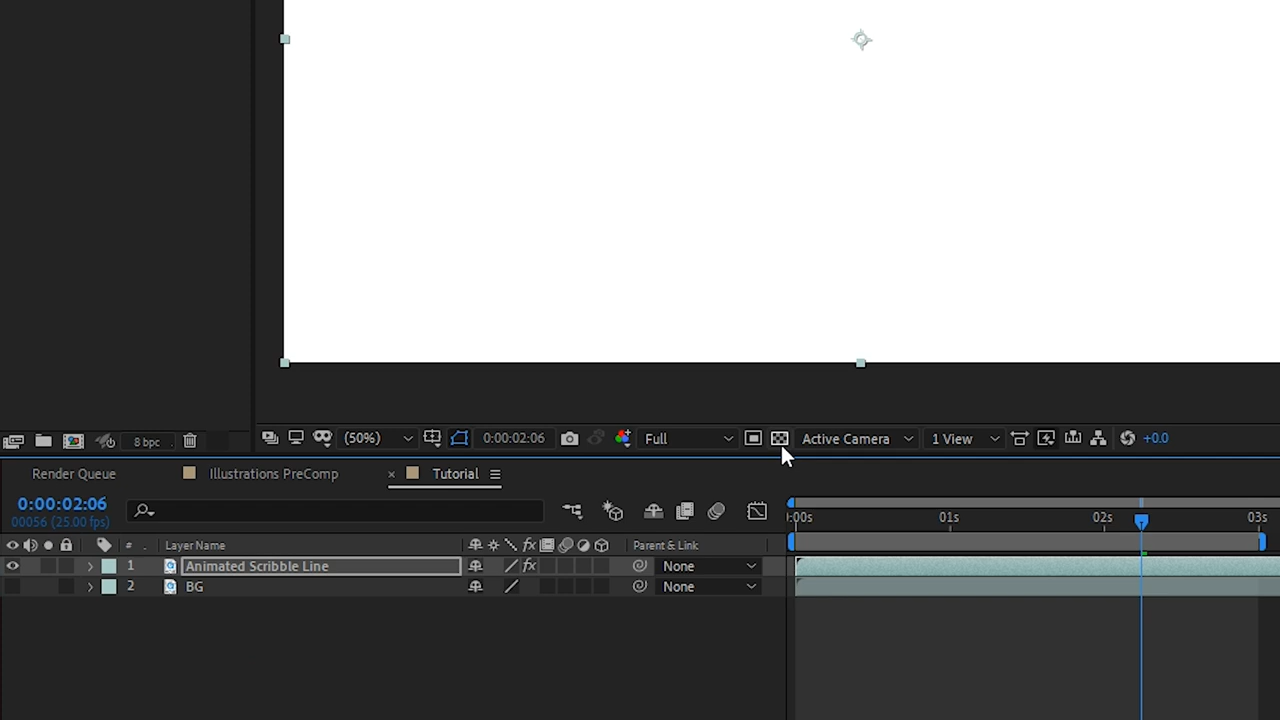 8 bpc
(50%)
0:00:02:06
Full
Active Camera
1 View
+0.0
Render Queue
Illustrations PreComp
× Tutorial
0:00:02:06
00056 (25.00 fps)
:00s
01s
02s
03s
# . Layer Name
fx
Parent & Link
1 Animated Scribble Line
fx
None
2 BG
None